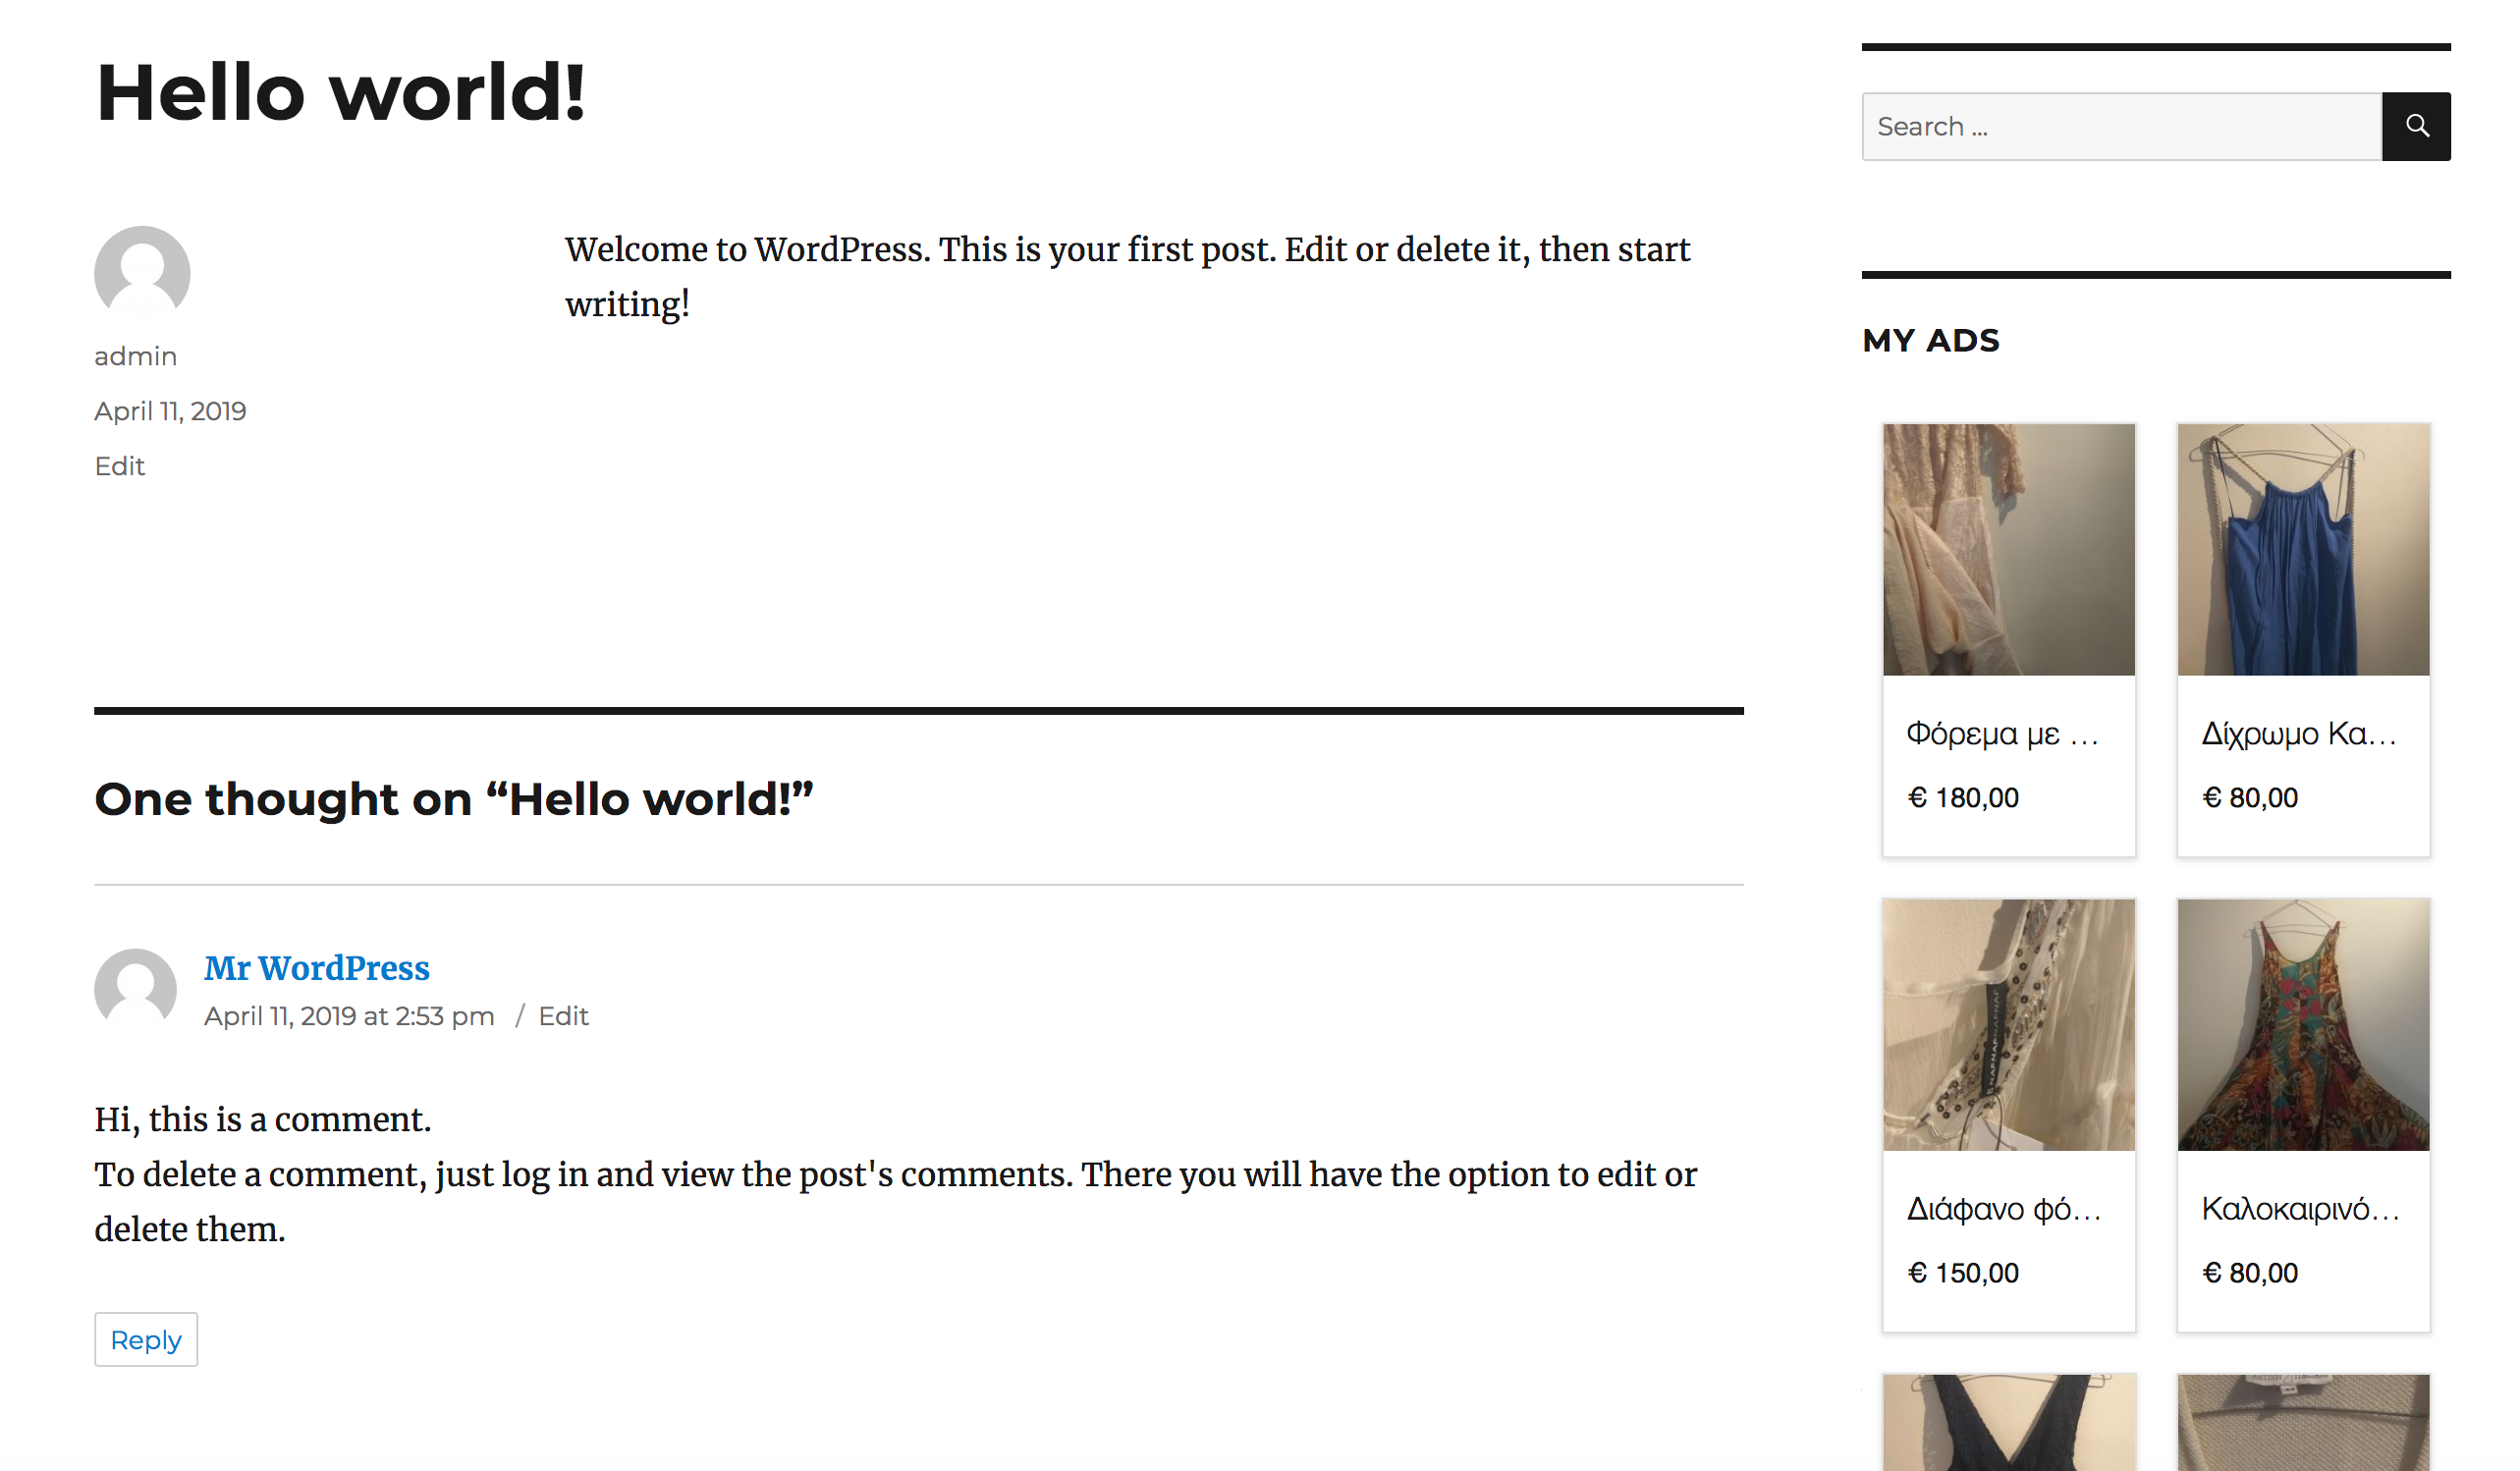 Hello world!
admin
April 11, 2019
Edit
Welcome to WordPress. This is your first post. Edit or delete it, then start
writing!
One thought on “Hello world!”
Mr WordPress
April 11, 2019 at 2:53 pm / Edit
Hi, this is a comment.
To delete a comment, just log in and view the post's comments. There you will have the option to edit or
delete them.
Reply
Search ...
MY ADS
Φόρεμα με ...
€ 180,00
Δίχρωμο Κα...
€ 80,00
Διάφανο φό...
€ 150,00
Καλοκαιρινό...
€ 80,00